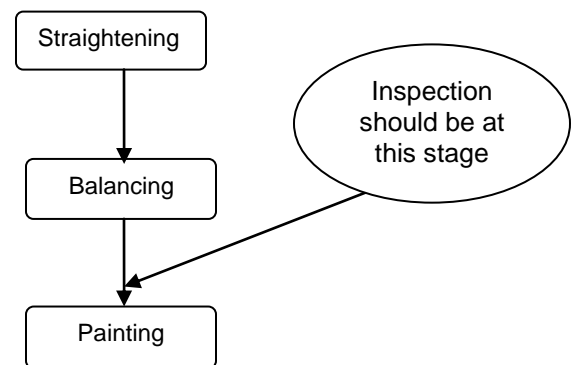 Straightening
Inspection
should be at
this stage
Balancing
Painting